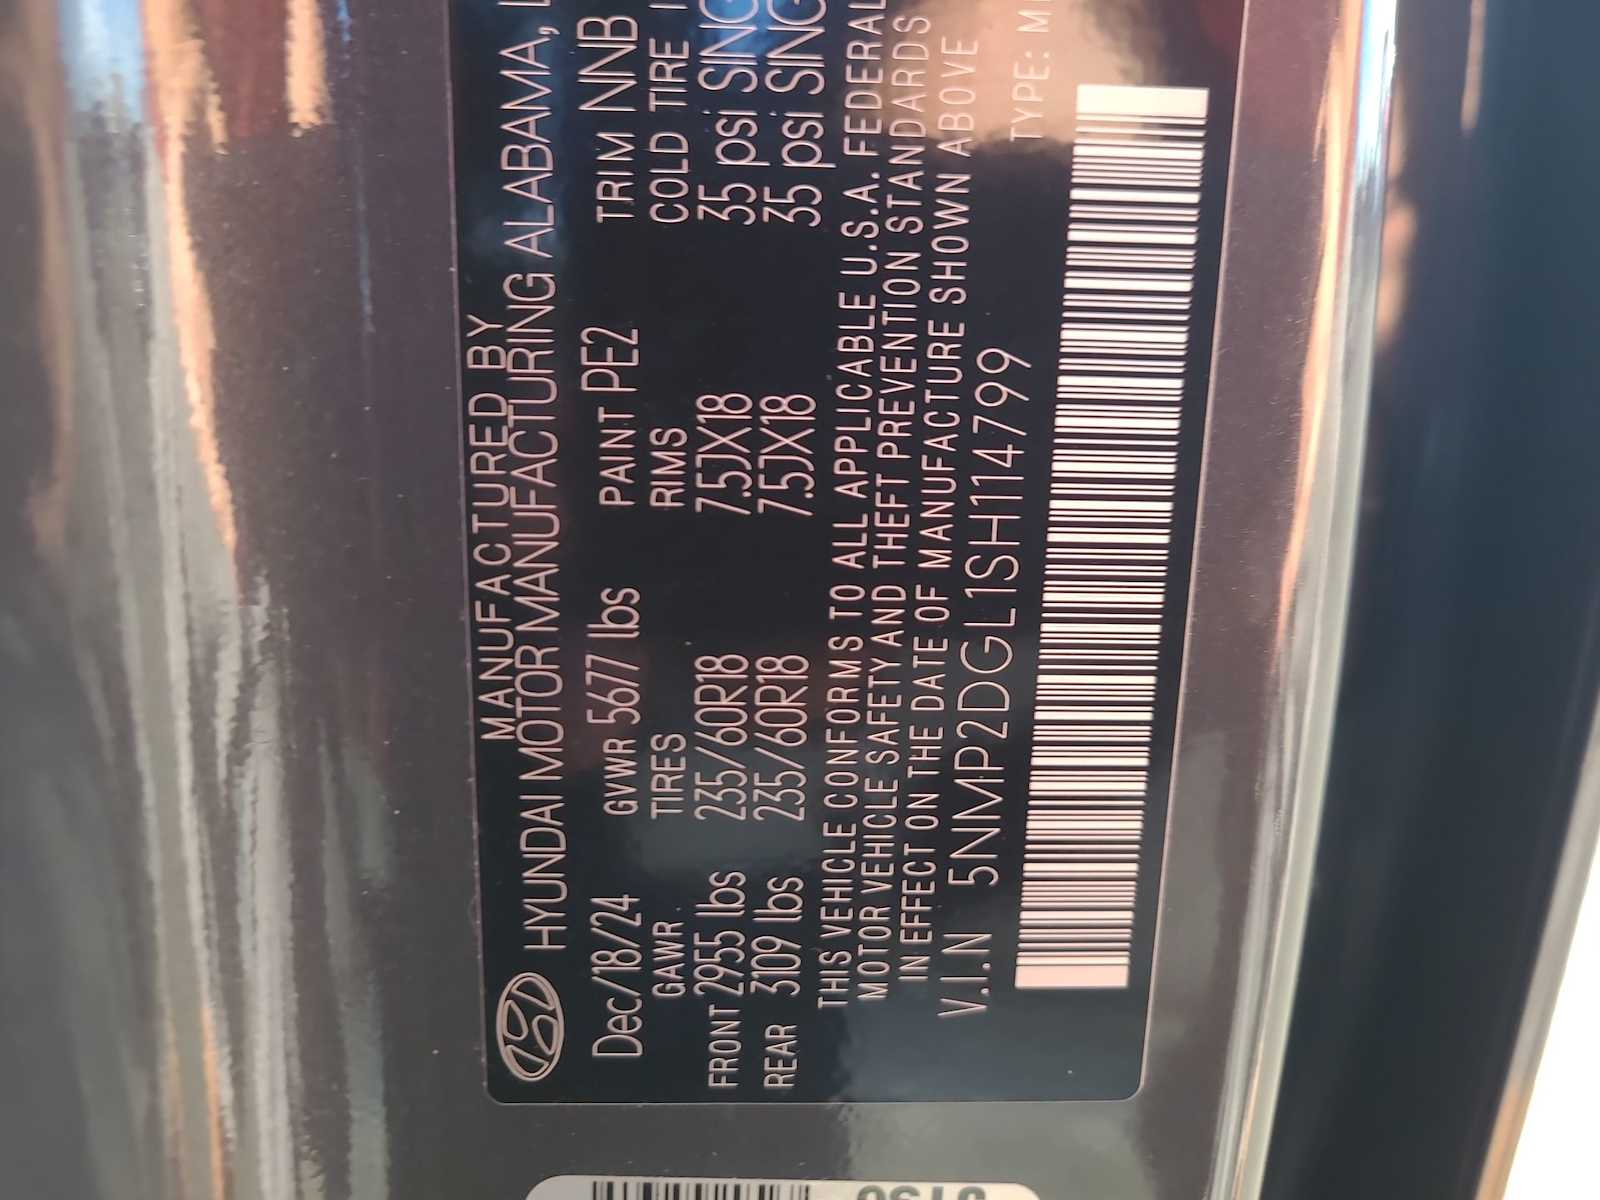 MANUFACTURED BY
HYUNDAI MOTOR MANUFACTURING ALABAMA,
Dec/18/24 GVWR 5677 lbs PAINT PE2 TRIM NNB
GAWR TIRES RIMS COLD TIRE
FRONT 2955 lbs 235/60R18 7.5JX18 35 psi SING
REAR 3109 lbs 235/60R18 7.5JX18 35 psi SING
THIS VEHICLE CONFORMS TO ALL APPLICABLE U.S.A. FEDERAL
MOTOR VEHICLE SAFETY AND THEFT PREVENTION STANDARDS
IN EFFECT ON THE DATE OF MANUFACTURE SHOWN ABOVE
V.I.N 5NMP2DGL1SH114799 TYPE: